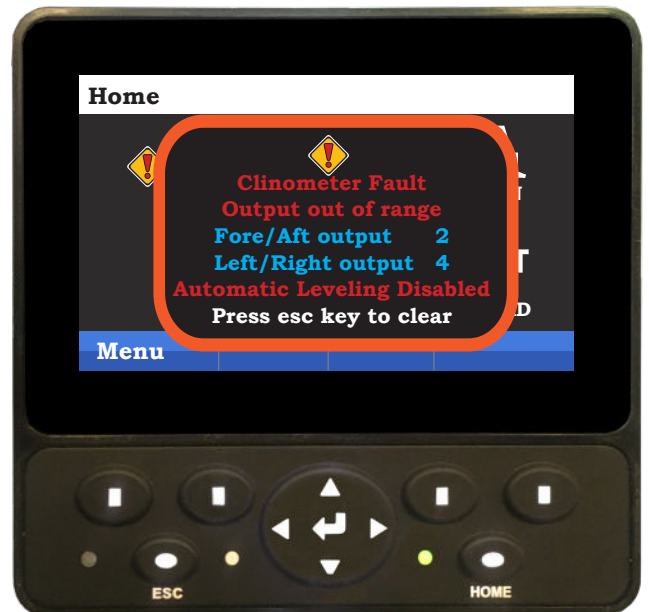 Home
Clinometer Fault
Output out of range
Fore/Aft output 2
Left/Right output 4
Automatic Leveling Disabled
Press esc key to clear
Menu
ESC
HOME